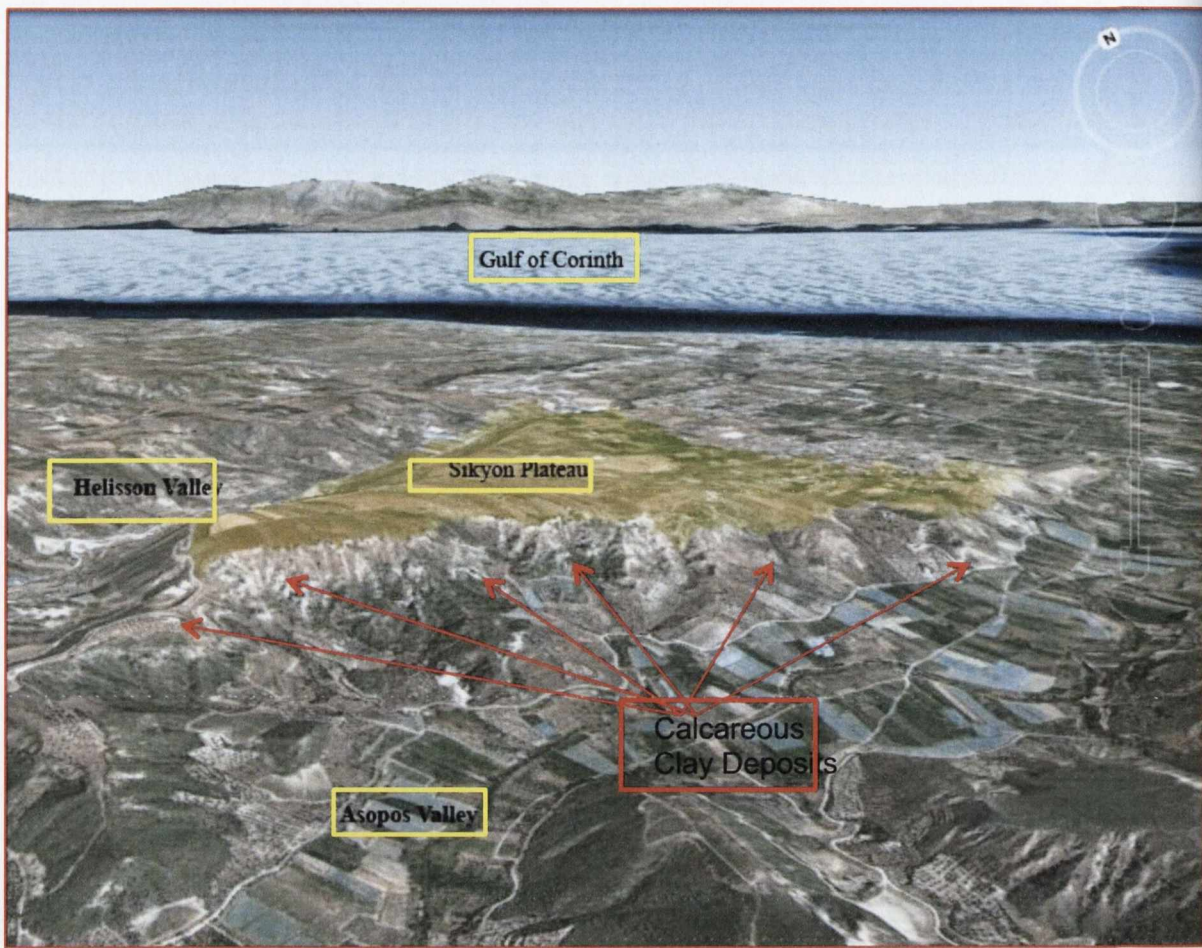 N
Gulf of Corinth
Sikyon Plateau
Helisson Valley
Calcareous
Clay Deposits
Asopos Valley